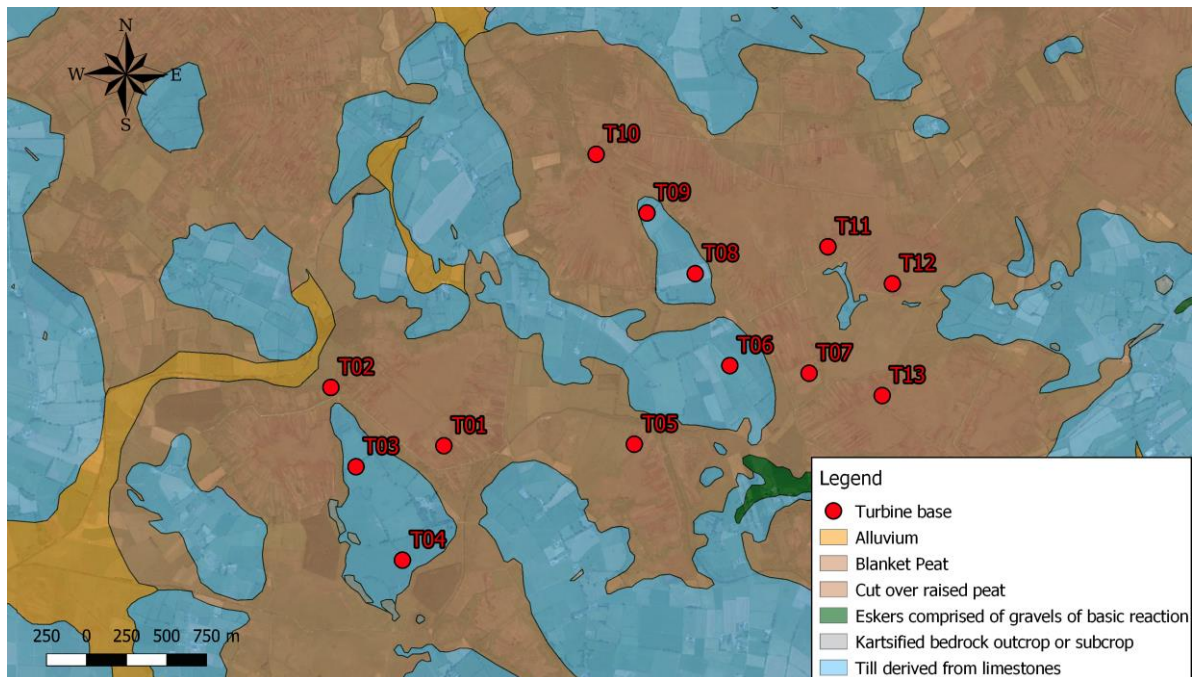 N
W
E
S
T10
T09
T11
T08
T12
T06
T07
T02
T13
T05
T01
T03
T04
Legend
Turbine base
Alluvium
Blanket Peat
Cut over raised peat
Eskers comprised of gravels of basic reaction
Kartsified bedrock outcrop or subcrop
Till derived from limestones
250 0 250 500 750 m